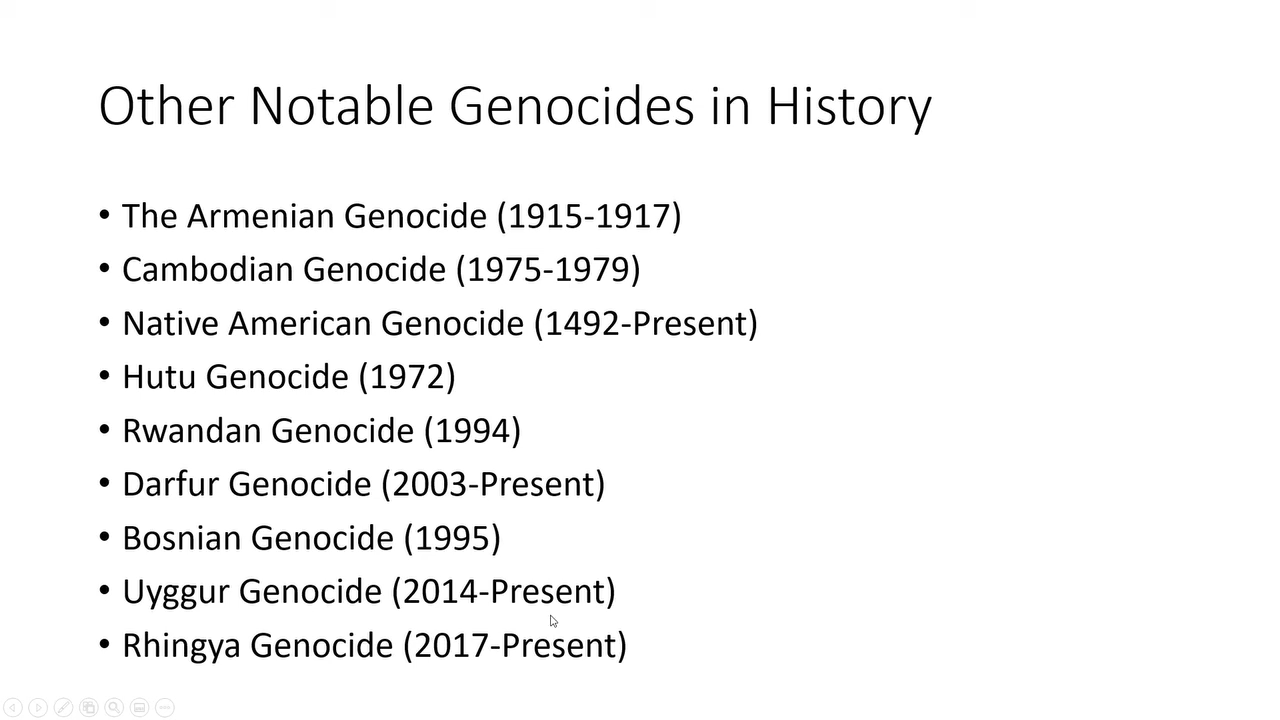 Other Notable Genocides in History
• The Armenian Genocide (1915-1917)
• Cambodian Genocide (1975-1979)
• Native American Genocide (1492-Present)
• Hutu Genocide (1972)
• Rwandan Genocide (1994)
• Darfur Genocide (2003-Present)
• Bosnian Genocide (1995)
• Uyggur Genocide (2014-Present)
• Rhingya Genocide (2017-Present)